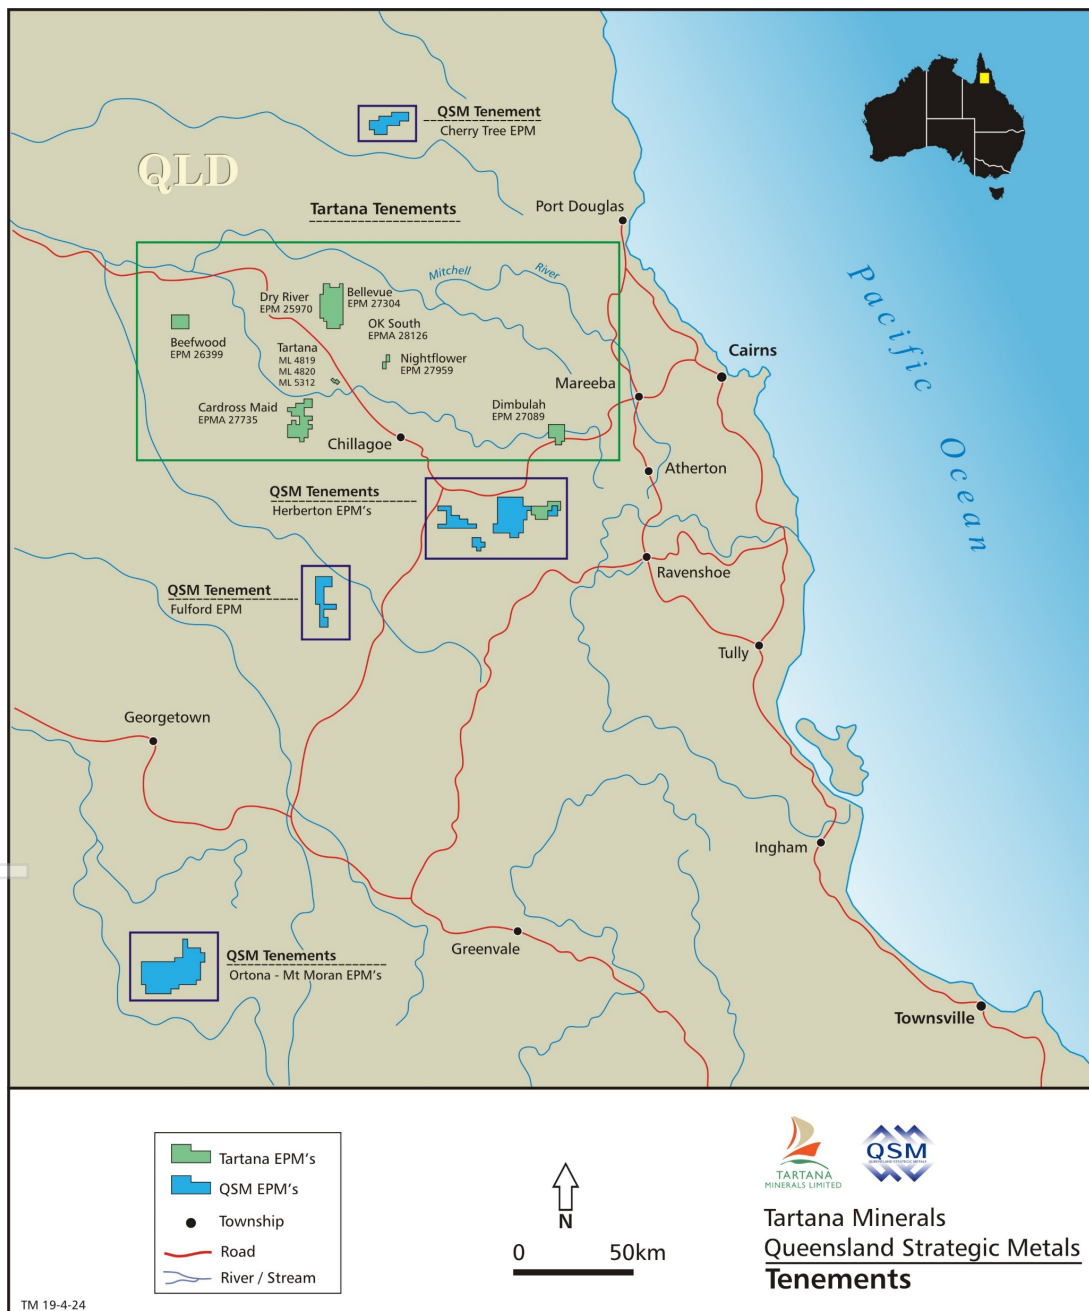 QSM Tenement
Cherry Tree EPM
QLD
Tartana Tenements
Port Douglas
Mitchell River
Pacific Ocean
Dry River
EPM 25970
Bellevue
EPM 27304
OK South
EPMA 28126
Beefwood
EPM 26399
Tartana
ML 4819
ML 4820
ML 5312
Nightflower
EPM 27959
Cairns
Mareeba
Cardross Maid
EPMA 27735
Dimbulah
EPM 27089
Chillagoe
Atherton
QSM Tenements
Herberton EPM's
Ravenshoe
QSM Tenement
Fulford EPM
Tully
Georgetown
Ingham
Greenvale
QSM Tenements
Ortona - Mt Moran EPM's
Townsville
Tartana EPM's
QSM EPM's
Township
Road
River / Stream
N
0 50km
TARTANA
MINERALS LIMITED
QSM
QUEENSLAND STRATEGIC METALS
Tartana Minerals
Queensland Strategic Metals
Tenements
TM 19-4-24